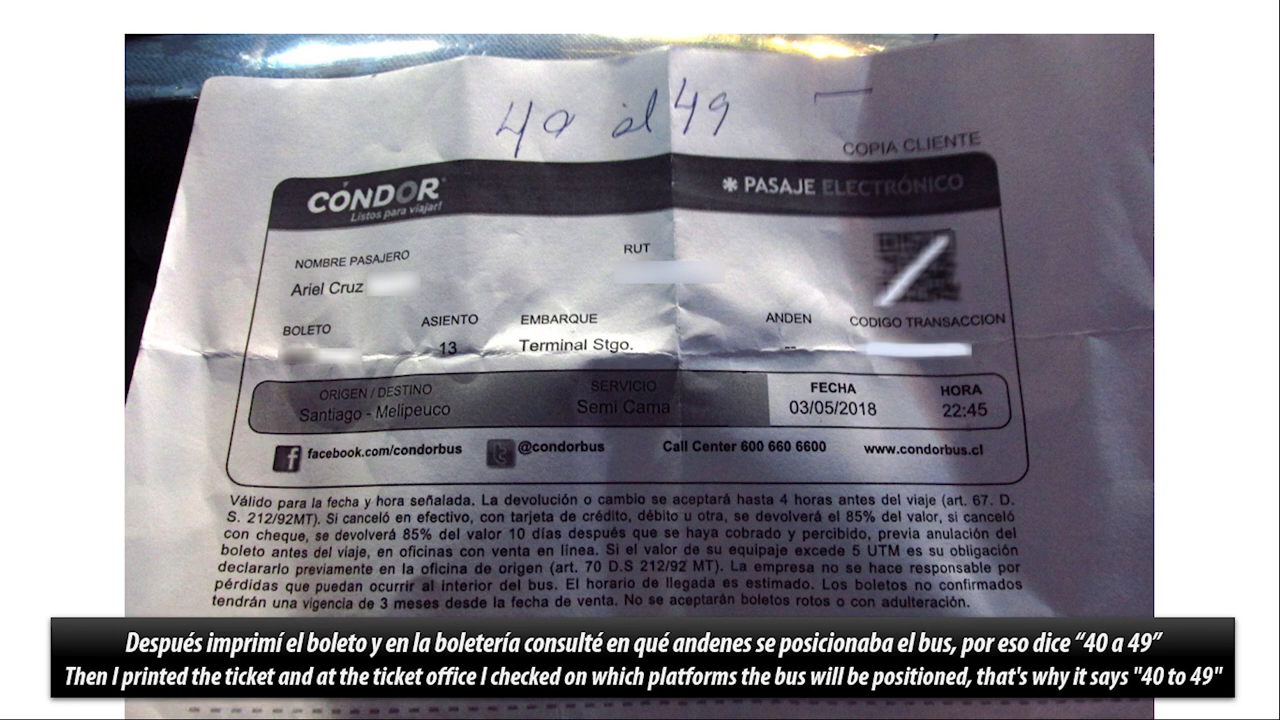 40 al 49
COPIA CLIENTE
CÓNDOR
Listos para viajar!
* PASAJE ELECTRÓNICO
NOMBRE PASAJERO
RUT
Ariel Cruz
BOLETO
ASIENTO
EMBARQUE
ANDEN
CODIGO TRANSACCION
13
Terminal Stgo.
--
ORIGEN / DESTINO
SERVICIO
FECHA
HORA
Santiago - Melipeuco
Semi Cama
03/05/2018
22:45
facebook.com/condorbus
@condorbus
Call Center 600 660 6600
www.condorbus.cl
Válido para la fecha y hora señalada. La devolución o cambio se aceptará hasta 4 horas antes del viaje (art. 67. D.
S. 212/92MT). Si canceló en efectivo, con tarjeta de crédito, débito u otra, se devolverá el 85% del valor, si canceló
con cheque, se devolverá 85% del valor 10 días después que se haya cobrado y percibido, previa anulación del
boleto antes del viaje, en oficinas con venta en línea. Si el valor de su equipaje excede 5 UTM es su obligación
declararlo previamente en la oficina de origen (art. 70 D.S 212/92 MT). La empresa no se hace responsable por
pérdidas que puedan ocurrir al interior del bus. El horario de llegada es estimado. Los boletos no confirmados
tendrán una vigencia de 3 meses desde la fecha de venta. No se aceptarán boletos rotos o con adulteración.
Después imprimí el boleto y en la boletería consulté en qué andenes se posicionaba el bus, por eso dice “40 a 49”
Then I printed the ticket and at the ticket office I checked on which platforms the bus will be positioned, that's why it says "40 to 49"